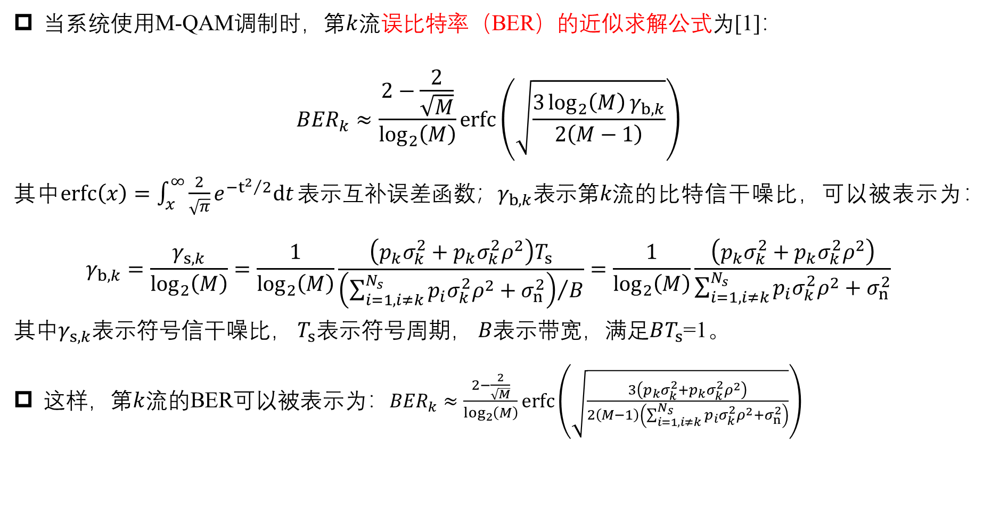 当系统使用M-QAM调制时，第k流误比特率（BER）的近似求解公式为[1]：
$BER_k \approx \frac{2-\frac{2}{\sqrt{M}}}{\log_2(M)} \mathrm{erfc}\left(\sqrt{\frac{3\log_2(M)\gamma_{\mathrm{b},k}}{2(M-1)}}\right)$
其中$\mathrm{erfc}(x) = \int_x^\infty \frac{2}{\sqrt{\pi}} e^{-\mathrm{t}^2/2}\mathrm{d}t$表示互补误差函数；$\gamma_{\mathrm{b},k}$表示第k流的比特信干噪比，可以被表示为：
$\gamma_{\mathrm{b},k} = \frac{\gamma_{\mathrm{s},k}}{\log_2(M)} = \frac{1}{\log_2(M)} \frac{(p_k\sigma_k^2 + p_k\sigma_k^2\rho^2)T_\mathrm{s}}{\left(\sum_{i=1,i\neq k}^{N_s} p_i\sigma_k^2\rho^2 + \sigma_\mathrm{n}^2\right)/B} = \frac{1}{\log_2(M)} \frac{(p_k\sigma_k^2 + p_k\sigma_k^2\rho^2)}{\sum_{i=1,i\neq k}^{N_s} p_i\sigma_k^2\rho^2 + \sigma_\mathrm{n}^2}$
其中$\gamma_{\mathrm{s},k}$表示符号信干噪比，$T_\mathrm{s}$表示符号周期，B表示带宽，满足$BT_\mathrm{s}$=1。
这样，第k流的BER可以被表示为：$BER_k \approx \frac{2-\frac{2}{\sqrt{M}}}{\log_2(M)} \mathrm{erfc}\left(\sqrt{\frac{3(p_k\sigma_k^2+p_k\sigma_k^2\rho^2)}{2(M-1)\left(\sum_{i=1,i\neq k}^{N_s} p_i\sigma_k^2\rho^2+\sigma_\mathrm{n}^2\right)}}\right)$